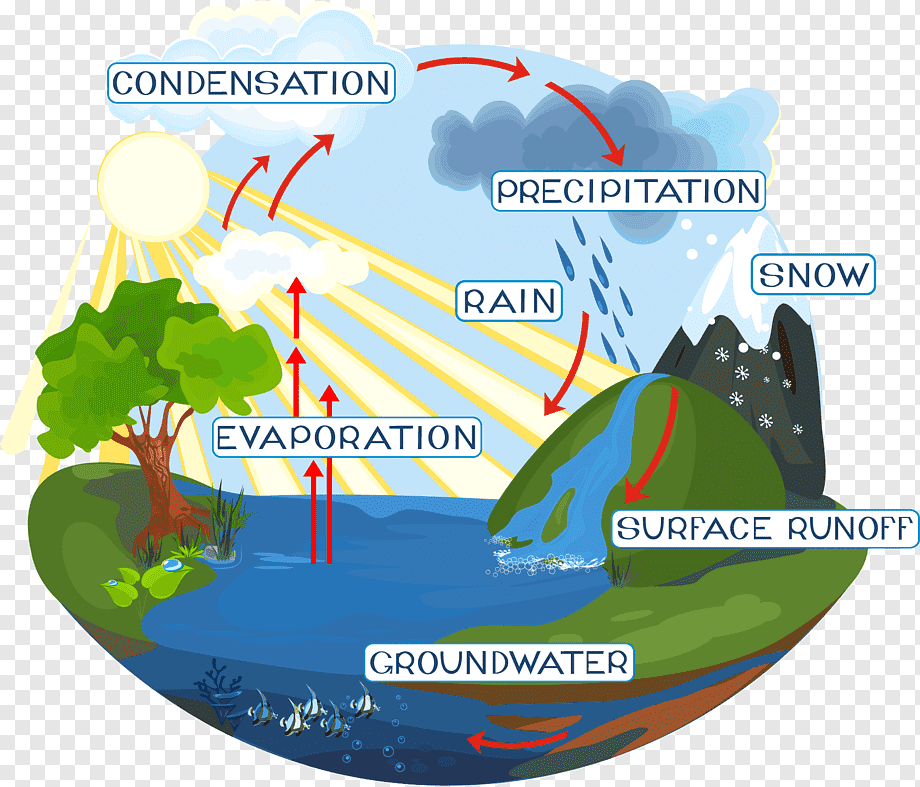 CONDENSATION
PRECIPITATION
SNOW
RAIN
EVAPORATION
SURFACE RUNOFF
GROUNDWATER